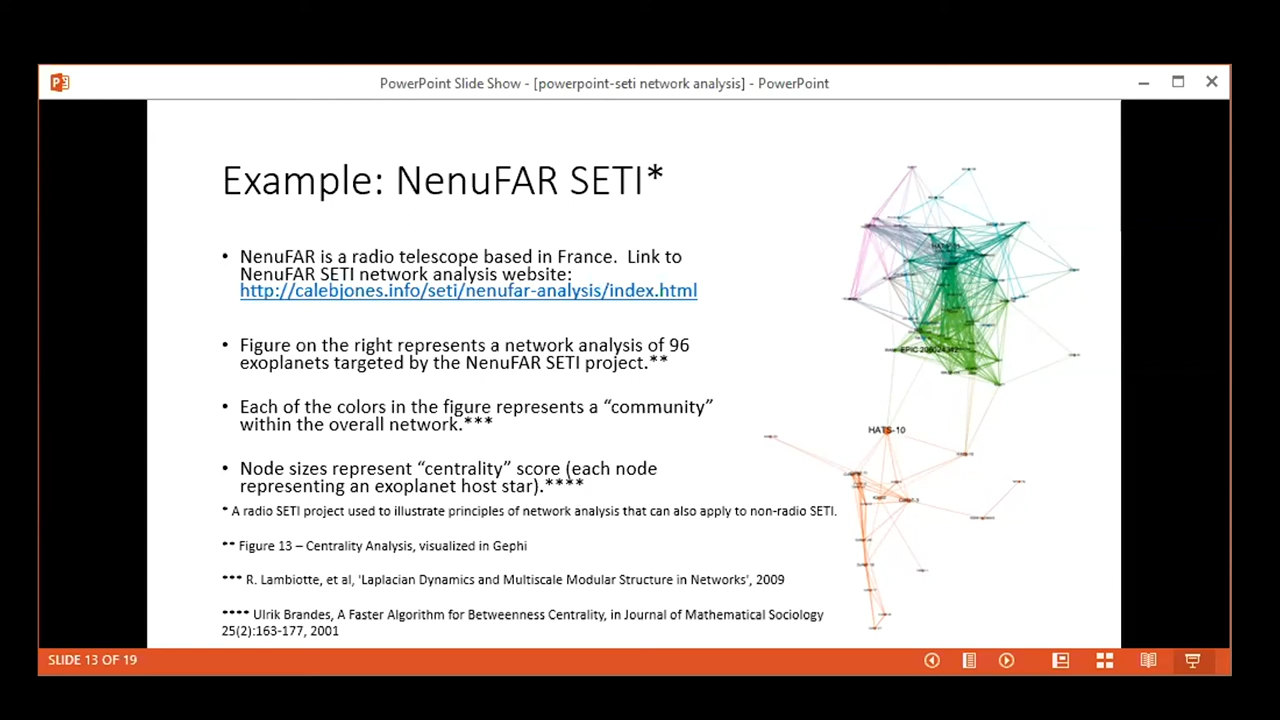 PowerPoint Slide Show - [powerpoint-seti network analysis] - PowerPoint
Example: NenuFAR SETI*
• NenuFAR is a radio telescope based in France. Link to
NenuFAR SETI network analysis website:
http://calebjones.info/seti/nenufar-analysis/index.html
• Figure on the right represents a network analysis of 96
exoplanets targeted by the NenuFAR SETI project.**
• Each of the colors in the figure represents a “community”
within the overall network.***
• Node sizes represent “centrality” score (each node
representing an exoplanet host star).****
* A radio SETI project used to illustrate principles of network analysis that can also apply to non-radio SETI.
** Figure 13 – Centrality Analysis, visualized in Gephi
*** R. Lambiotte, et al, 'Laplacian Dynamics and Multiscale Modular Structure in Networks', 2009
**** Ulrik Brandes, A Faster Algorithm for Betweenness Centrality, in Journal of Mathematical Sociology
25(2):163-177, 2001
HATS-10
SLIDE 13 OF 19